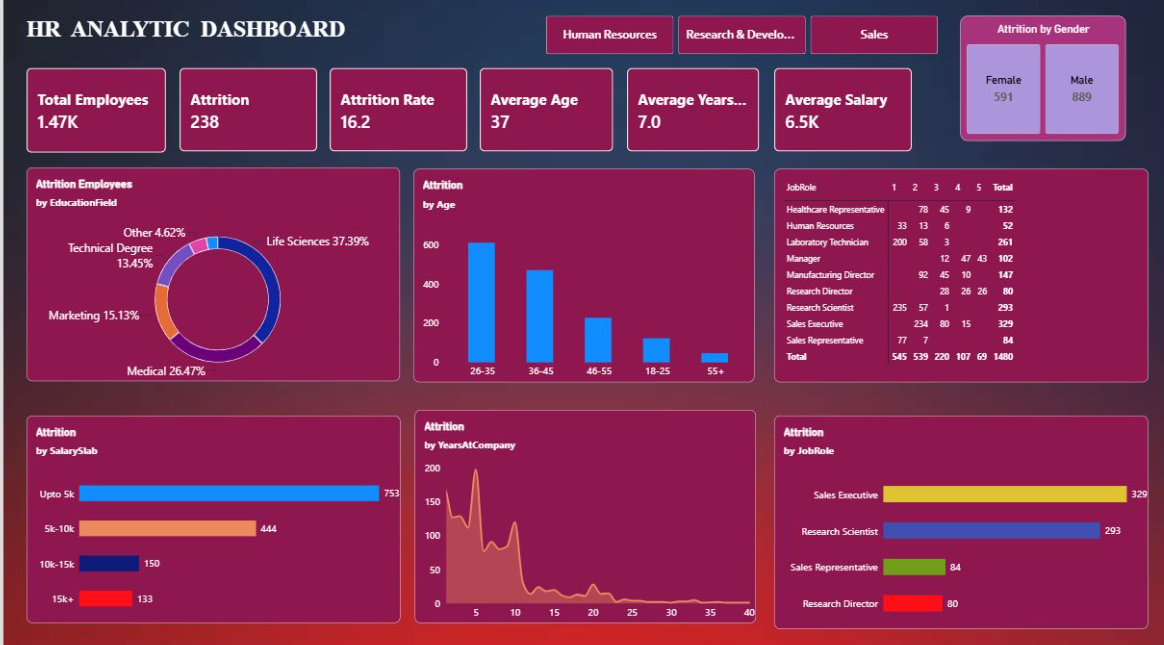 HR ANALYTIC DASHBOARD
Human Resources
Research & Develo...
Sales
Attrition by Gender
Female
591
Male
889
Total Employees
1.47K
Attrition
238
Attrition Rate
16.2
Average Age
37
Average Years...
7.0
Average Salary
6.5K
Attrition Employees
by EducationField
Other 4.62%
Technical Degree
13.45%
Marketing 15.13%
Medical 26.47%
Life Sciences 37.39%
Attrition
by Age
600
400
200
0
26-35 36-45 46-55 18-25 55+
JobRole 1 2 3 4 5 Total
Healthcare Representative 78 45 9 132
Human Resources 33 13 6 52
Laboratory Technician 200 58 3 261
Manager 12 47 43 102
Manufacturing Director 92 45 10 147
Research Director 28 26 26 80
Research Scientist 235 57 1 293
Sales Executive 234 80 15 329
Sales Representative 77 7 84
Total 545 539 220 107 69 1480
Attrition
by SalarySlab
Upto 5k 753
5k-10k 444
10k-15k 150
15k+ 133
Attrition
by YearsAtCompany
200
150
100
50
0
5 10 15 20 25 30 35 40
Attrition
by JobRole
Sales Executive 329
Research Scientist 293
Sales Representative 84
Research Director 80